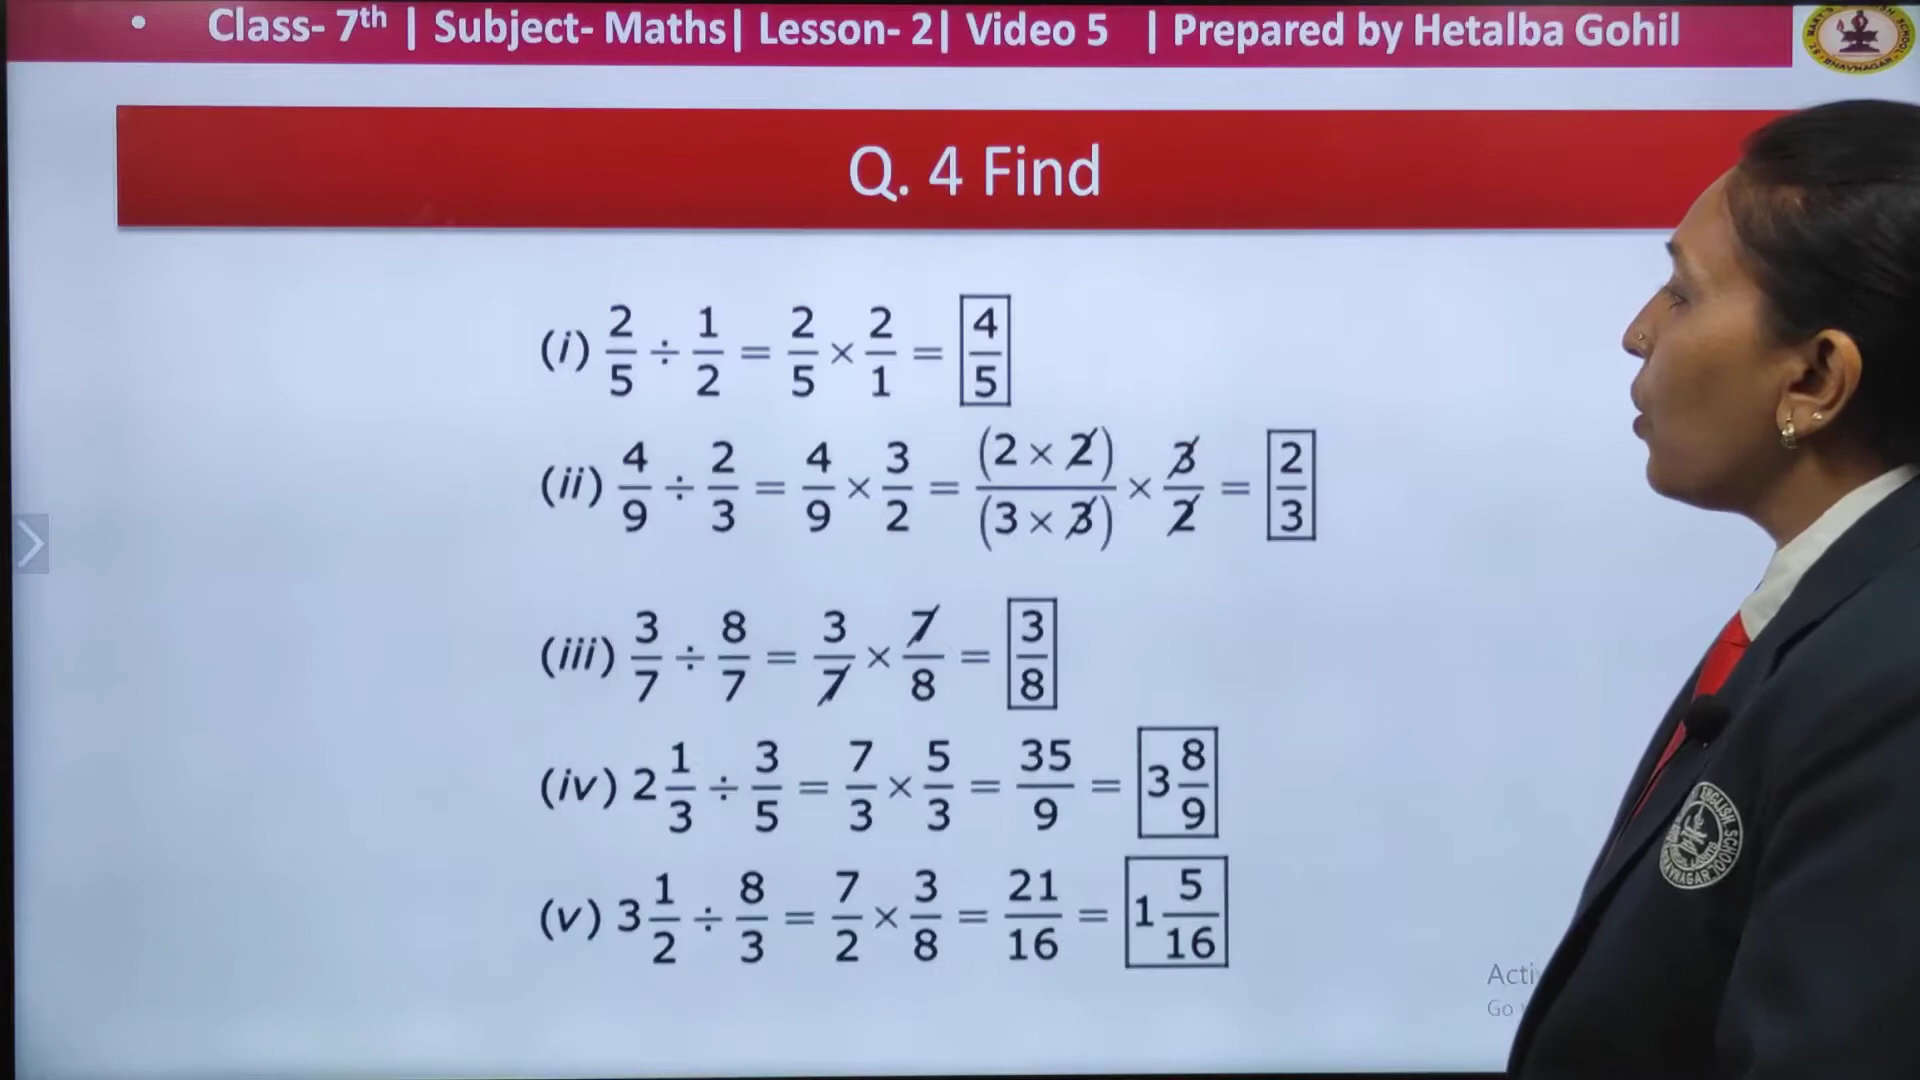 • Class- 7th | Subject- Maths| Lesson- 2| Video 5 | Prepared by Hetalba Gohil
Q. 4 Find
(i) 2/5 ÷ 1/2 = 2/5 × 2/1 = 4/5
(ii) 4/9 ÷ 2/3 = 4/9 × 3/2 = (2 × 2)/(3 × 3) × 3/2 = 2/3
(iii) 3/7 ÷ 8/7 = 3/7 × 7/8 = 3/8
(iv) 2 1/3 ÷ 3/5 = 7/3 × 5/3 = 35/9 = 3 8/9
(v) 3 1/2 ÷ 8/3 = 7/2 × 3/8 = 21/16 = 1 5/16
Go
BHAVNAGAR
ENGLISH SCHOOL